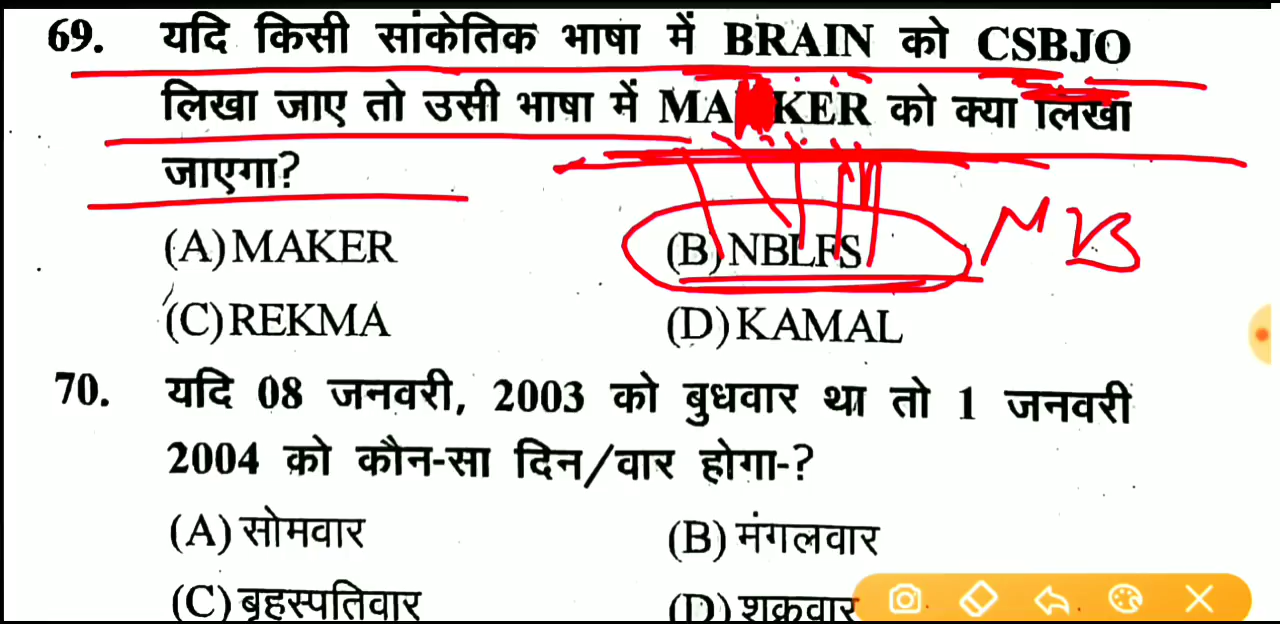 69. यदि किसी सांकेतिक भाषा में BRAIN को CSBJO
लिखा जाए तो उसी भाषा में MA KER को क्या लिखा
जाएगा?
(A) MAKER (B) NBLFS
(C) REKMA (D) KAMAL
70. यदि 08 जनवरी, 2003 को बुधवार था तो 1 जनवरी
2004 को कौन-सा दिन/वार होगा-?
(A) सोमवार (B) मंगलवार
(C) बृहस्पतिवार (D) शुक्रवार